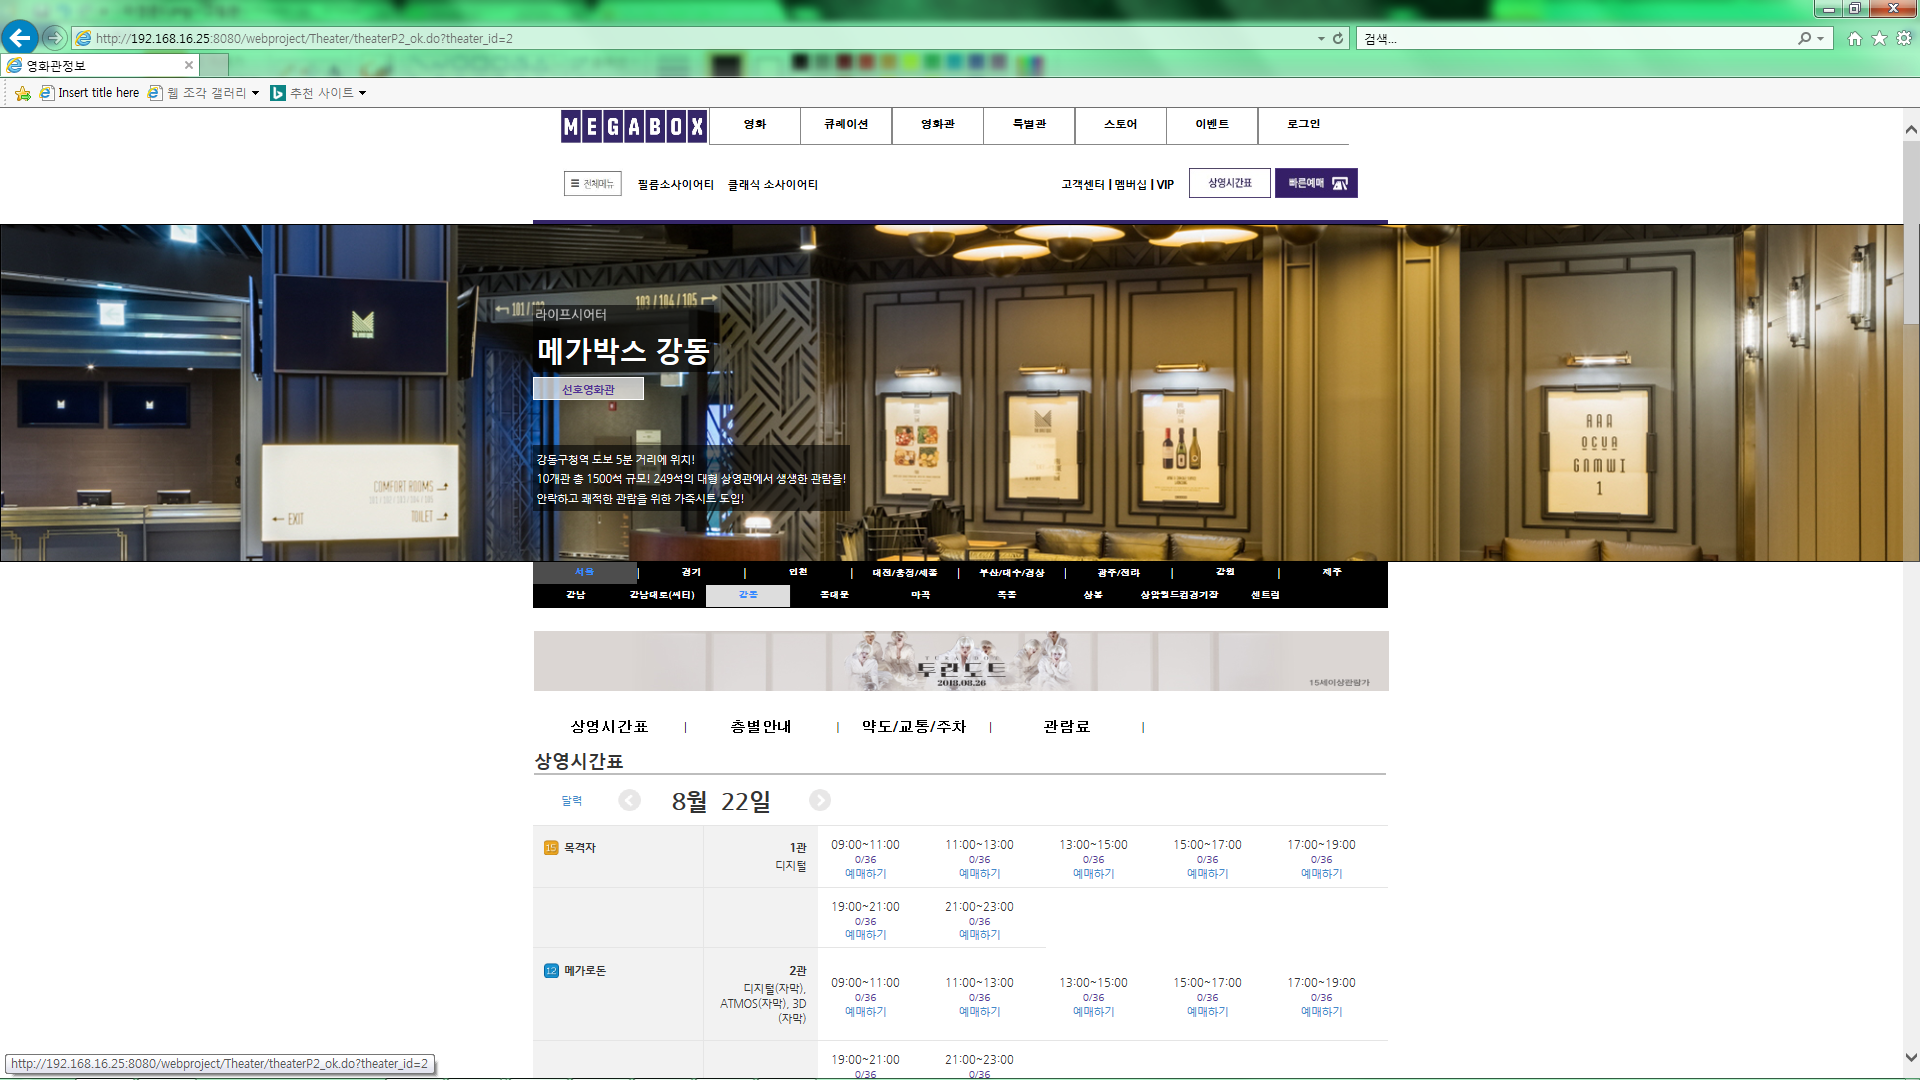 http://192.168.16.25:8080/webproject/Theater/theaterP2_ok.do?theater_id=2
검색...
영화관정보
Insert title here 웹 조각 갤러리 추천 사이트
MEGABOX 영화 큐레이션 영화관 특별관 스토어 이벤트 로그인
전체메뉴 필름소사이어티 클래식 소사이어티 고객센터 | 멤버십 | VIP 상영시간표 빠른예매
103 / 104 / 105
라이프시어터
메가박스 강동
선호영화관
강동구청역 도보 5분 거리에 위치!
10개관 총 1500석 규모! 249석의 대형 상영관에서 생생한 관람을!
안락하고 쾌적한 관람을 위한 가죽시트 도입!
COMFORT ROOMS
101 / 102 / 103 / 104 / 105
EXIT TOILET
서울 | 경기 | 인천 | 대전/충청/세종 | 부산/대구/경상 | 광주/전라 | 강원 | 제주
강남 강남대로(씨티) 강동 동대문 마곡 목동 상봉 상암월드컵경기장 센트럴
투란도트
2018.08.26
15세이상관람가
상영시간표 | 층별안내 | 약도/교통/주차 | 관람료 |
상영시간표
달력 8월 22일
15 목격자 1관 09:00~11:00 11:00~13:00 13:00~15:00 15:00~17:00 17:00~19:00
디지털 0/36 0/36 0/36 0/36 0/36
예매하기 예매하기 예매하기 예매하기 예매하기
19:00~21:00 21:00~23:00
0/36 0/36
예매하기 예매하기
12 메가로돈 2관 09:00~11:00 11:00~13:00 13:00~15:00 15:00~17:00 17:00~19:00
디지털(자막), 0/36 0/36 0/36 0/36 0/36
ATMOS(자막), 3D 예매하기 예매하기 예매하기 예매하기 예매하기
(자막)
19:00~21:00 21:00~23:00
0/36 0/36
http://192.168.16.25:8080/webproject/Theater/theaterP2_ok.do?theater_id=2